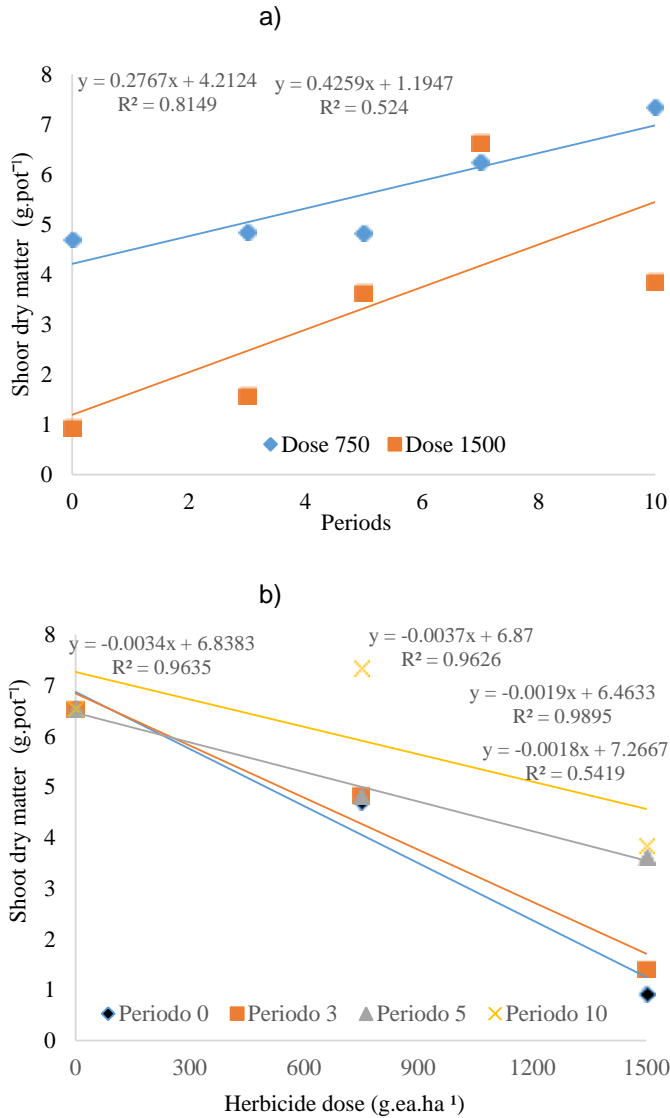 a)
y = 0.2767x + 4.2124
R² = 0.8149
y = 0.4259x + 1.1947
R² = 0.524
8
7
6
5
4
3
2
1
0
Shoor dry matter (g.pot⁻¹)
Dose 750
Dose 1500
0 2 4 6 8 10
Periods
b)
y = -0.0034x + 6.8383
R² = 0.9635
y = -0.0037x + 6.87
R² = 0.9626
y = -0.0019x + 6.4633
R² = 0.9895
y = -0.0018x + 7.2667
R² = 0.5419
8
7
6
5
4
3
2
1
0
Shoot dry matter (g.pot⁻¹)
Periodo 0
Periodo 3
Periodo 5
Periodo 10
0 300 600 900 1200 1500
Herbicide dose (g.ea.ha ¹)